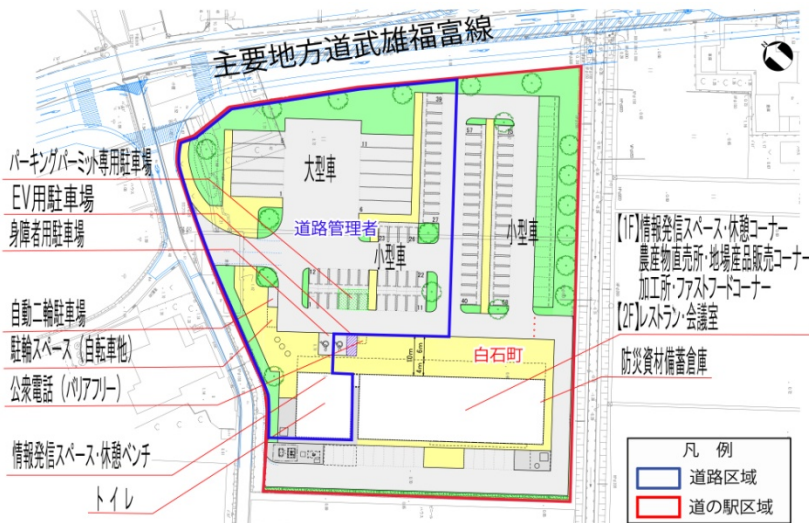 主要地方道武雄福富線
パーキングパーミット専用駐車場
EV用駐車場
身障者用駐車場
自動二輪駐車場
駐輪スペース(自転車他)
公衆電話(バリアフリー)
情報発信スペース・休憩ベンチ
トイレ
大型車
道路管理者
小型車
小型車
白石町
10m
6m
4m
【1F】情報発信スペース・休憩コーナー
農産物直売所・地場産品販売コーナー
加工所・ファストフードコーナー
【2F】レストラン・会議室
防災資材備蓄倉庫
凡 例
道路区域
道の駅区域